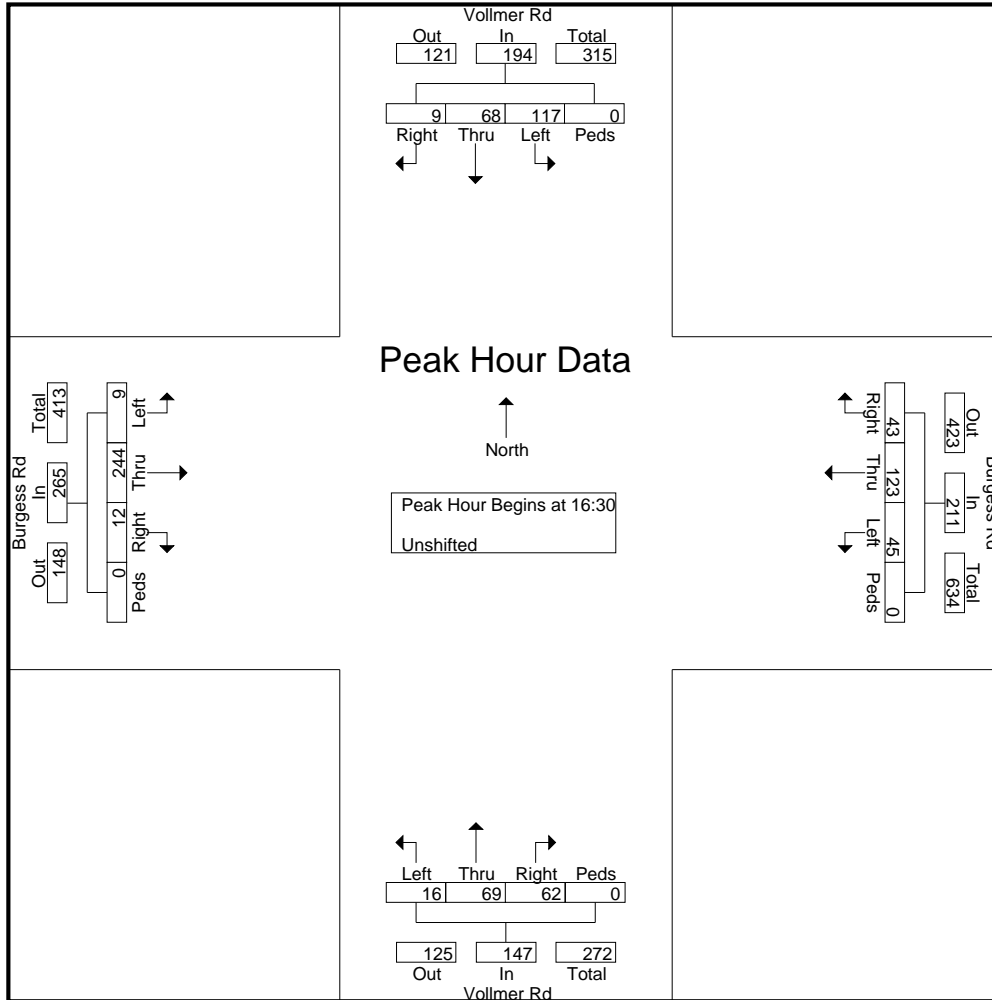 Vollmer Rd
Out In Total
121 194 315
9 68 117 0
Right Thru Left Peds
Peak Hour Data
North
Peak Hour Begins at 16:30
Unshifted
Burgess Rd
Total In Out
413 265 148
9 244 12 0
Left Thru Right Peds
Burgess Rd
Out In Total
423 211 634
43 123 45 0
Right Thru Left Peds
Left Thru Right Peds
16 69 62 0
125 147 272
Out In Total
Vollmer Rd